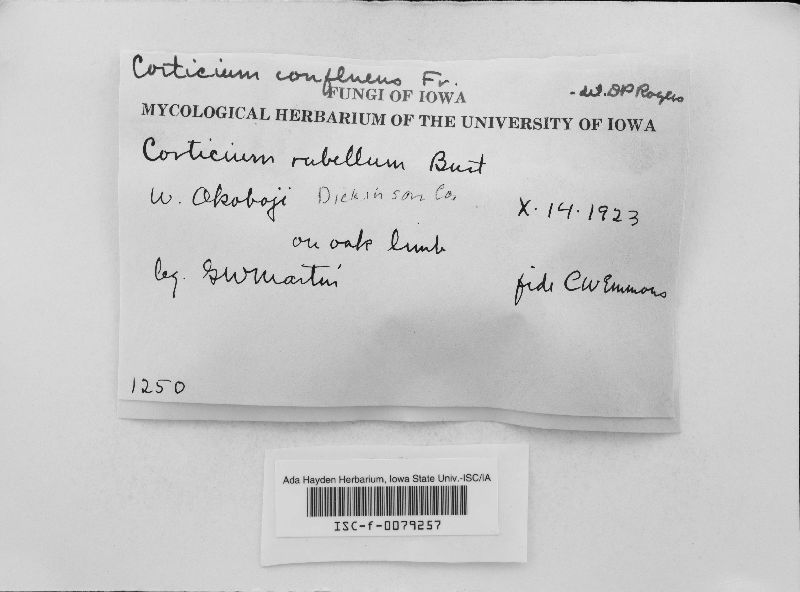 Corticium confluens Fr.
- det. DP Rogers
FUNGI OF IOWA
MYCOLOGICAL HERBARIUM OF THE UNIVERSITY OF IOWA
Corticium rubellum Burt
W. Okoboji Dickinson Co. X. 14. 1923
on oak limb
leg. GWMartin fide CWEmmons
1250
Ada Hayden Herbarium, Iowa State Univ.-ISC/IA
ISC-f-0079257